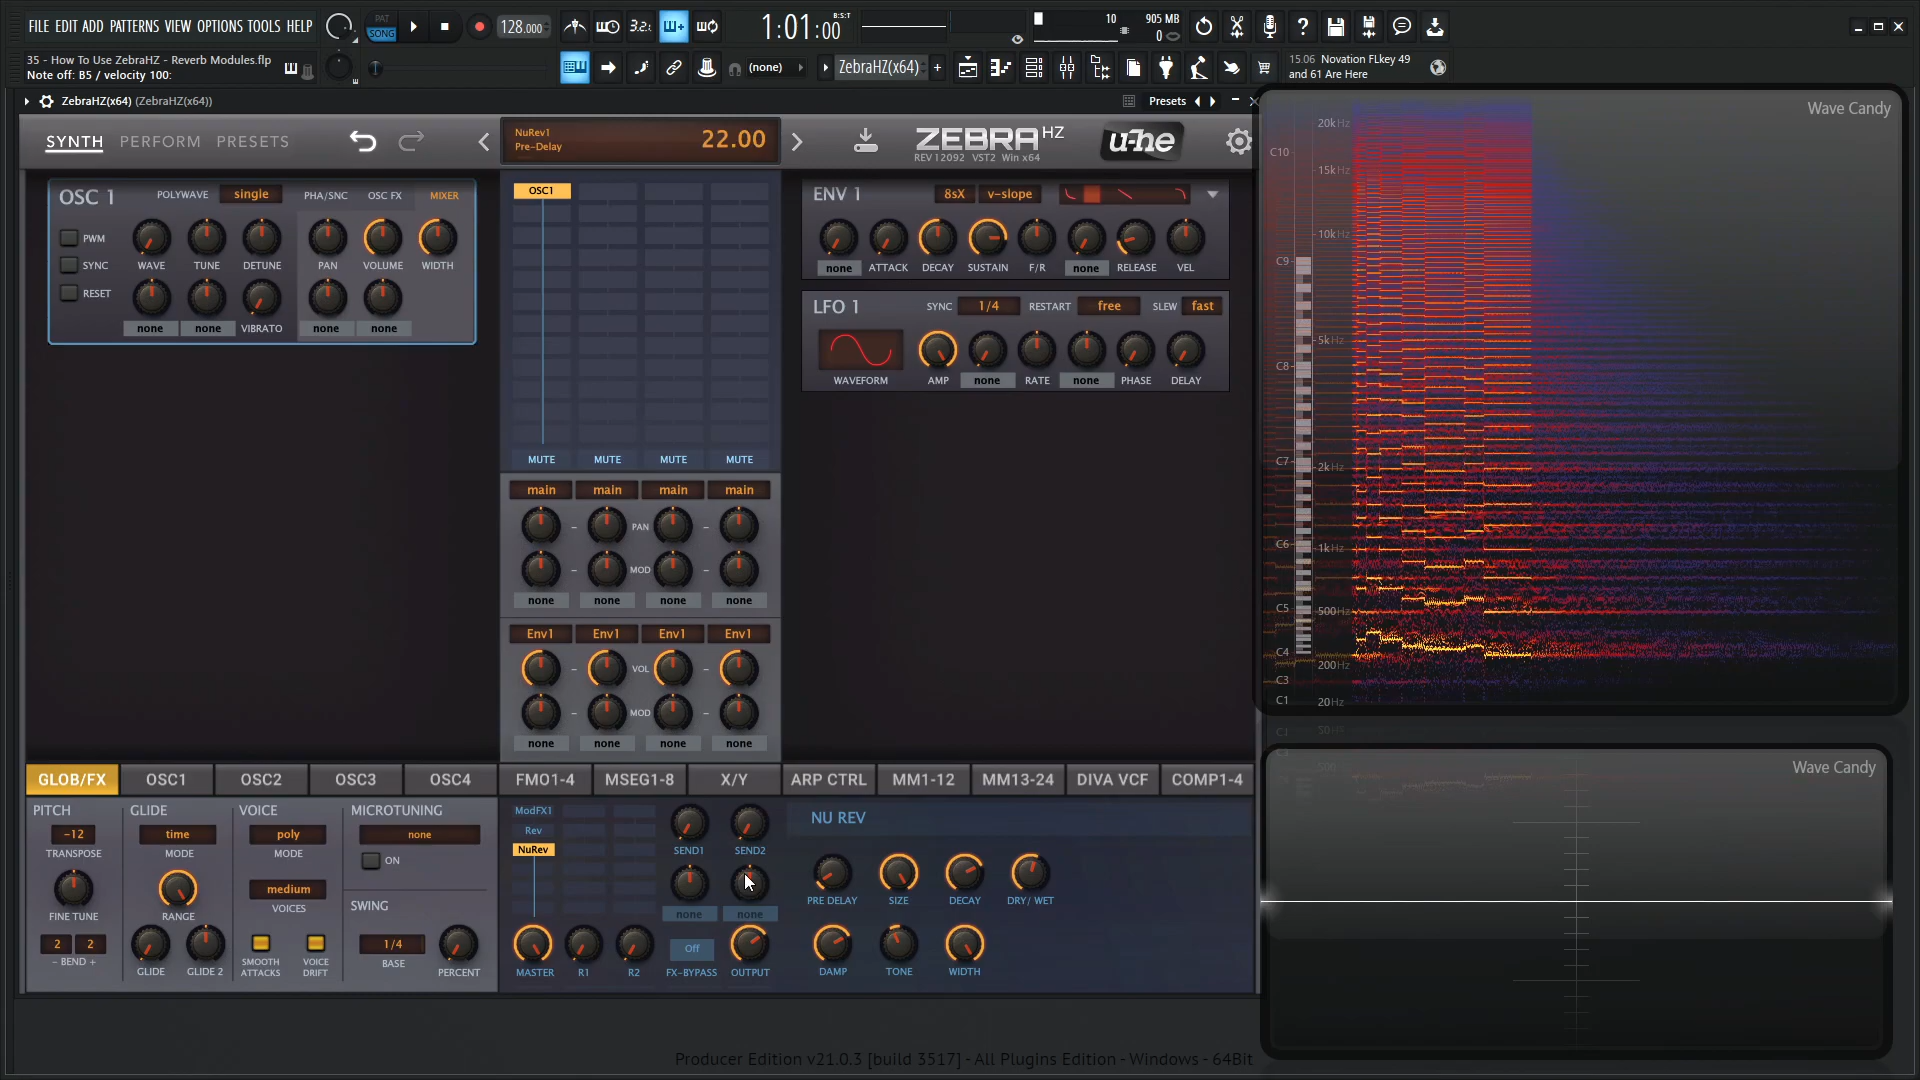 FILE EDIT ADD PATTERNS VIEW OPTIONS TOOLS HELP
PAT
SONG
128.000
3.2.
1:01:00
B:S:T
10
905 MB
0
35 - How To Use ZebraHZ - Reverb Modules.flp
Note off: B5 / velocity 100:
(none)
ZebraHZ(x64)
15.06 Novation FLkey 49
and 61 Are Here
ZebraHZ(x64) (ZebraHZ(x64))
Presets
SYNTH PERFORM PRESETS
NuRev1
Pre-Delay
22.00
ZEBRA HZ
REV 12092 VST2 Win x64
u-he
OSC 1
POLYWAVE single PHA/SNC OSC FX MIXER
PWM
SYNC
RESET
WAVE TUNE DETUNE PAN VOLUME WIDTH
none none VIBRATO none none
OSC1
MUTE MUTE MUTE MUTE
main main main main
PAN
MOD
none none none none
Env1 Env1 Env1 Env1
VOL
MOD
none none none none
ENV 1
8sX v-slope
none ATTACK DECAY SUSTAIN F/R none RELEASE VEL
LFO 1
SYNC 1/4 RESTART free SLEW fast
WAVEFORM AMP none RATE none PHASE DELAY
GLOB/FX OSC1 OSC2 OSC3 OSC4 FMO1-4 MSEG1-8 X/Y ARP CTRL MM1-12 MM13-24 DIVA VCF COMP1-4
PITCH
-12
TRANSPOSE
FINE TUNE
2 2
- BEND +
GLIDE
time
MODE
RANGE
GLIDE GLIDE 2
VOICE
poly
MODE
medium
VOICES
SMOOTH ATTACKS
VOICE DRIFT
MICROTUNING
none
ON
SWING
1/4
BASE
PERCENT
ModFX1
Rev
NuRev
SEND1 SEND2
none none
Off
MASTER R1 R2 FX-BYPASS OUTPUT
NU REV
PRE DELAY SIZE DECAY DRY/ WET
DAMP TONE WIDTH
Wave Candy
20kHz
C10
15kHz
10kHz
C9
5kHz
C8
C7
2kHz
C6
1kHz
C5
500Hz
C4
200Hz
C3
C1
20Hz
Wave Candy
Producer Edition v21.0.3 [build 3517] - All Plugins Edition - Windows - 64Bit